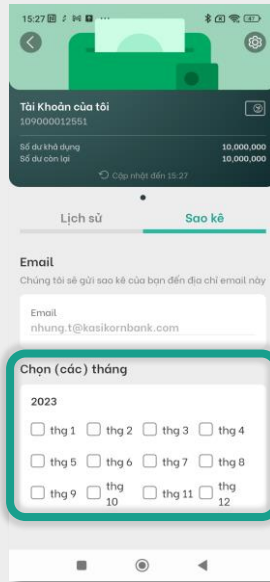 15:27
47
Tài Khoản của tôi
109000012551
Số dư khả dụng 10,000,000
Số dư còn lại 10,000,000
Cập nhật đến 15:27
Lịch sử Sao kê
Email
Chúng tôi sẽ gửi sao kê của bạn đến địa chỉ email này
Email
nhung.t@kasikornbank.com
Chọn (các) tháng
2023
thg 1 thg 2 thg 3 thg 4
thg 5 thg 6 thg 7 thg 8
thg 9 thg 10 thg 11 thg 12